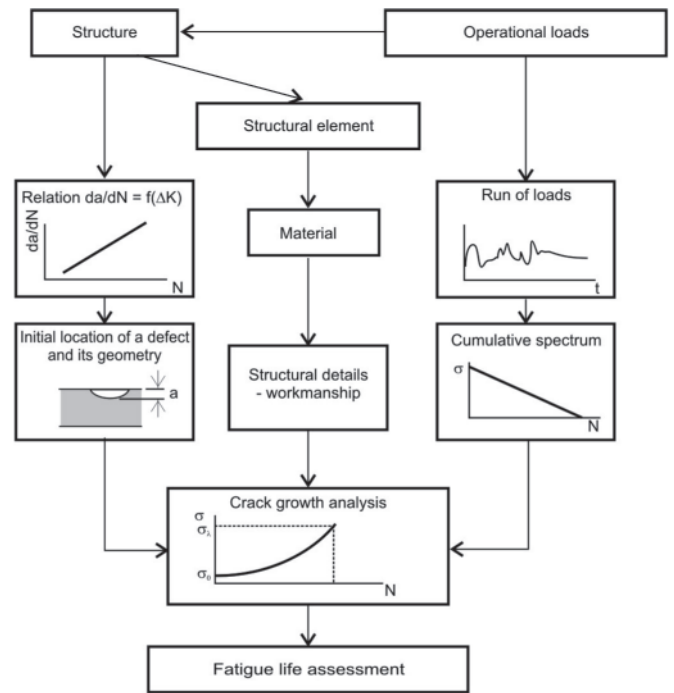 Structure
Operational loads
Structural element
Relation da/dN = f(ΔK)
da/dN
N
Material
Run of loads
t
Initial location of a defect
and its geometry
a
Structural details
- workmanship
Cumulative spectrum
σ
N
Crack growth analysis
σ
σλ
σ0
N
Fatigue life assessment